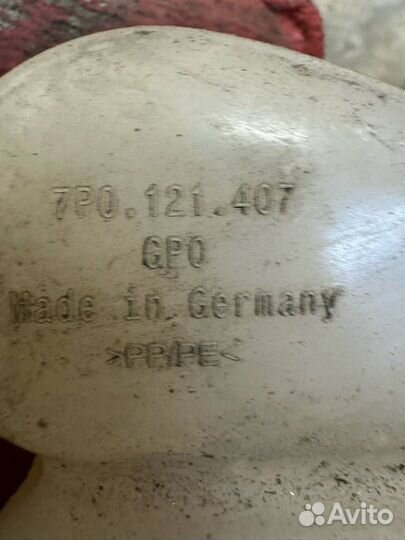 7P0.121.407
GPO
Made in Germany
>PP/PE<
Avito